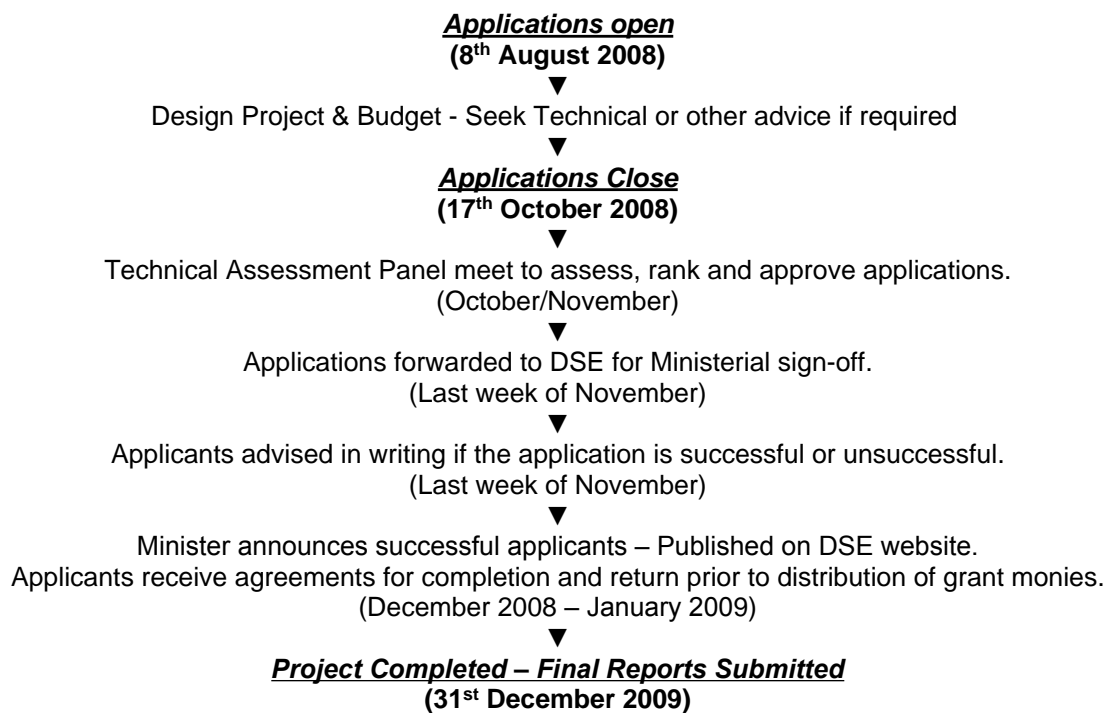 Applications open
(8th August 2008)
▼
Design Project & Budget - Seek Technical or other advice if required
▼
Applications Close
(17th October 2008)
▼
Technical Assessment Panel meet to assess, rank and approve applications.
(October/November)
▼
Applications forwarded to DSE for Ministerial sign-off.
(Last week of November)
▼
Applicants advised in writing if the application is successful or unsuccessful.
(Last week of November)
▼
Minister announces successful applicants – Published on DSE website.
Applicants receive agreements for completion and return prior to distribution of grant monies.
(December 2008 – January 2009)
▼
Project Completed – Final Reports Submitted
(31st December 2009)